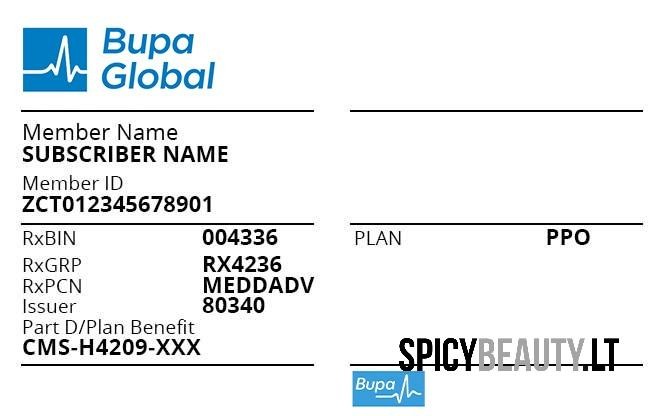 Bupa
Global
Member Name
SUBSCRIBER NAME
Member ID
ZCT012345678901
RxBIN 004336
PLAN PPO
RxGRP RX4236
RxPCN MEDDADV
Issuer 80340
Part D/Plan Benefit
CMS-H4209-XXX
SPICYBEAUTY.LT
Bupa